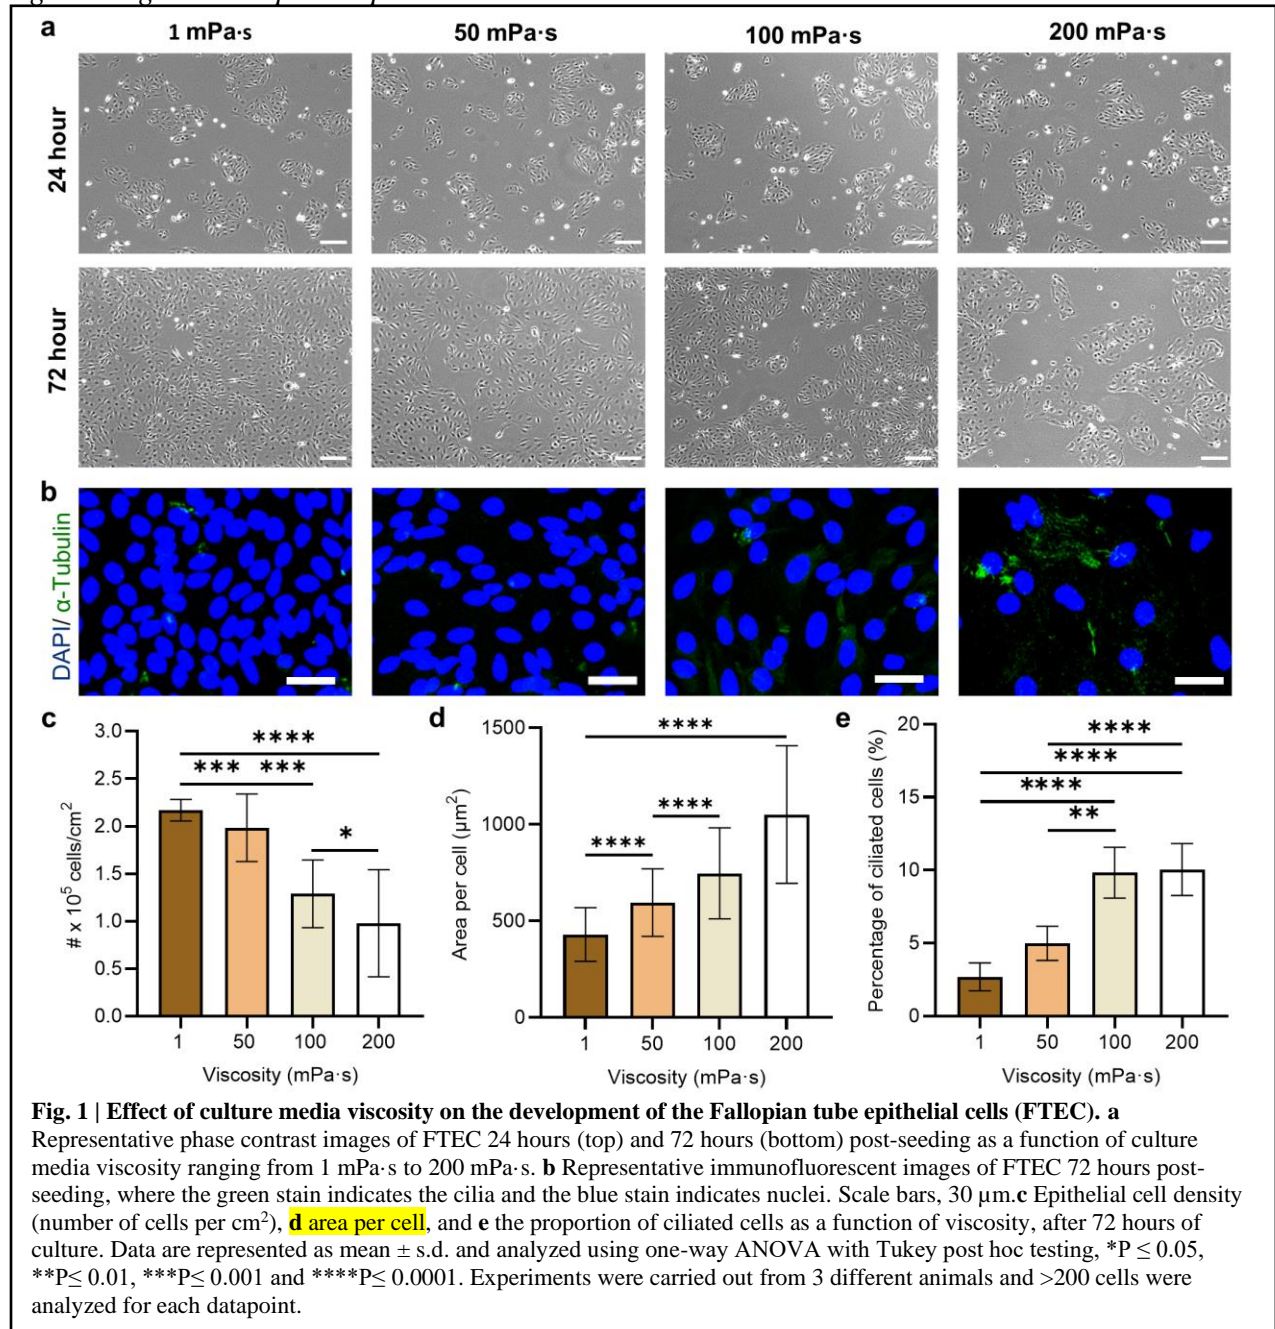 a
1 mPa·s 50 mPa·s 100 mPa·s 200 mPa·s
24 hour
72 hour
b
DAPI/ α-Tubulin
c
# x 10⁵ cells/cm²
3.0
2.5
2.0
1.5
1.0
0.5
0.0
****
*** ***
*
1 50 100 200
Viscosity (mPa·s)
d
Area per cell (µm²)
1500
1000
500
0
****
****
****
1 50 100 200
Viscosity (mPa·s)
e
Percentage of ciliated cells (%)
20
15
10
5
0
****
****
****
**
1 50 100 200
Viscosity (mPa·s)
Fig. 1 | Effect of culture media viscosity on the development of the Fallopian tube epithelial cells (FTEC). a
Representative phase contrast images of FTEC 24 hours (top) and 72 hours (bottom) post-seeding as a function of culture
media viscosity ranging from 1 mPa·s to 200 mPa·s. b Representative immunofluorescent images of FTEC 72 hours post-
seeding, where the green stain indicates the cilia and the blue stain indicates nuclei. Scale bars, 30 µm.c Epithelial cell density
(number of cells per cm²), d area per cell, and e the proportion of ciliated cells as a function of viscosity, after 72 hours of
culture. Data are represented as mean ± s.d. and analyzed using one-way ANOVA with Tukey post hoc testing, *P ≤ 0.05,
**P≤ 0.01, ***P≤ 0.001 and ****P≤ 0.0001. Experiments were carried out from 3 different animals and >200 cells were
analyzed for each datapoint.